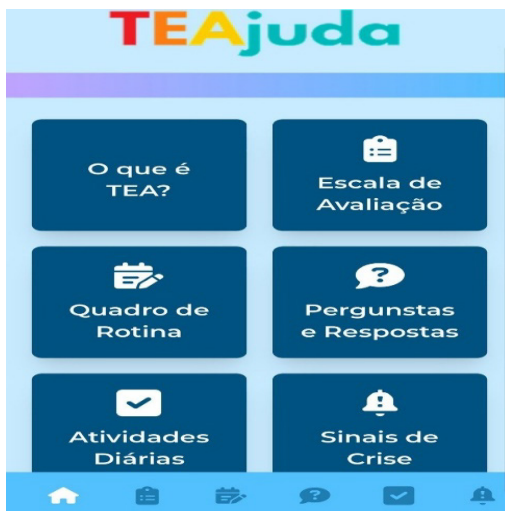 TEAjuda
O que é
TEA?
Escala de
Avaliação
Quadro de
Rotina
Pergunstas
e Respostas
Atividades
Diárias
Sinais de
Crise